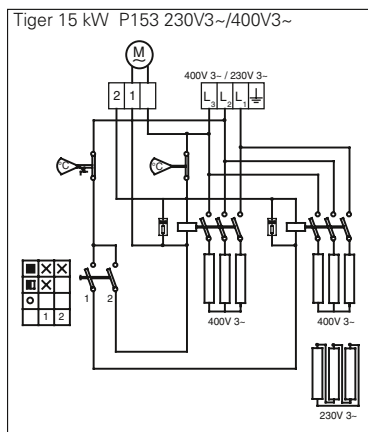 Tiger 15 kW P153 230V3~/400V3~
M
~
400V 3~ / 230V 3~
2 1
L3 L2 L1
°C
°C
1 2
1 2
400V 3~
400V 3~
230V 3~